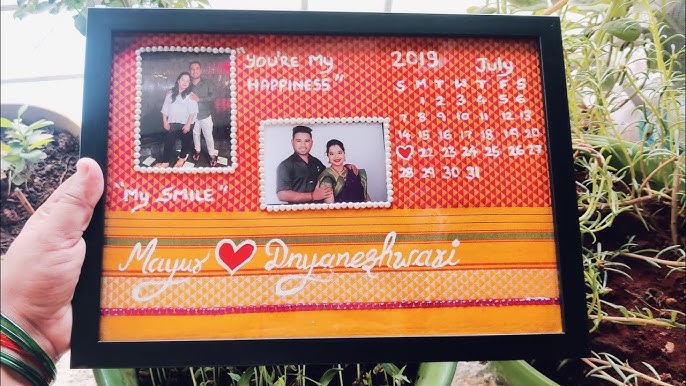 "YOU'RE MY
HAPPINESS"
"MY SMILE"
2019 July
S M T W T F S
1 2 3 4 5 6
7 8 9 10 11 12 13
14 15 16 17 18 19 20
22 23 24 25 26 27
28 29 30 31
Mayur Dnyaneshwari